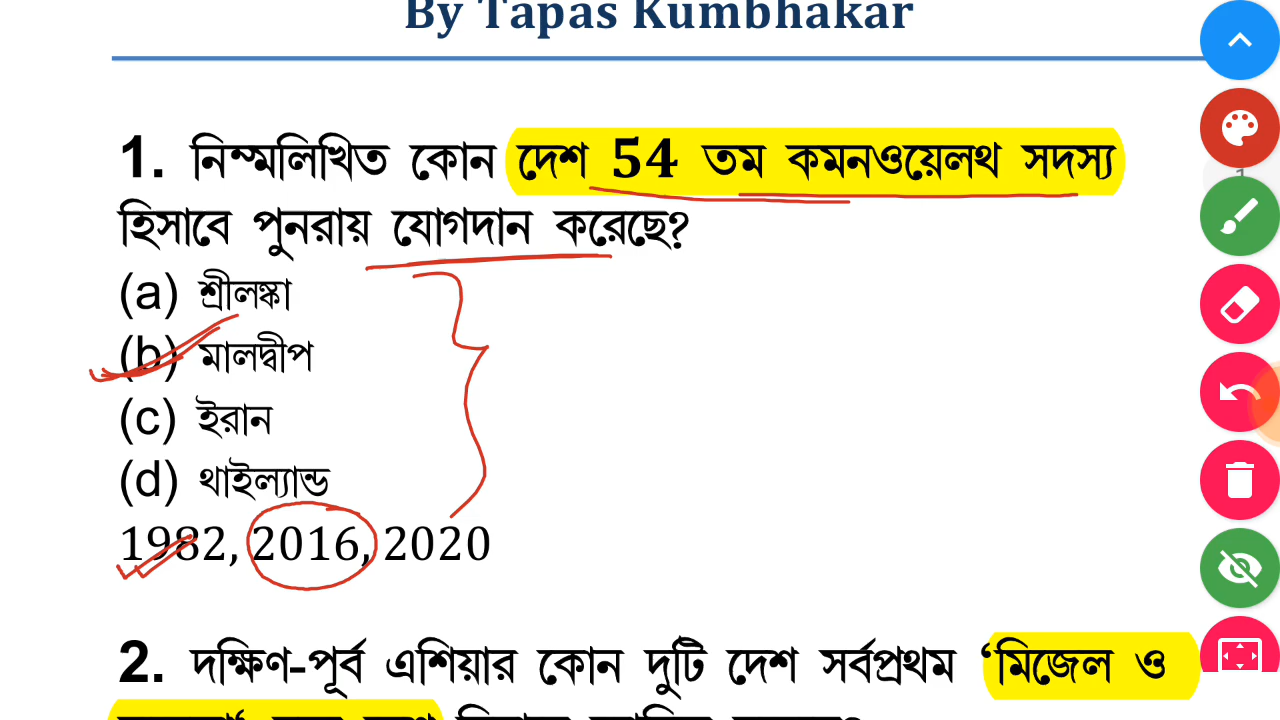 By Tapas Kumbhakar
1. নিম্মলিখিত কোন দেশ 54 তম কমনওয়েলথ সদস্য
হিসাবে পুনরায় যোগদান করেছে?
(a) শ্রীলঙ্কা
(b) মালদ্বীপ
(c) ইরান
(d) থাইল্যান্ড
1982, 2016, 2020
2. দক্ষিণ-পূর্ব এশিয়ার কোন দুটি দেশ সর্বপ্রথম ‘মিজেল ও